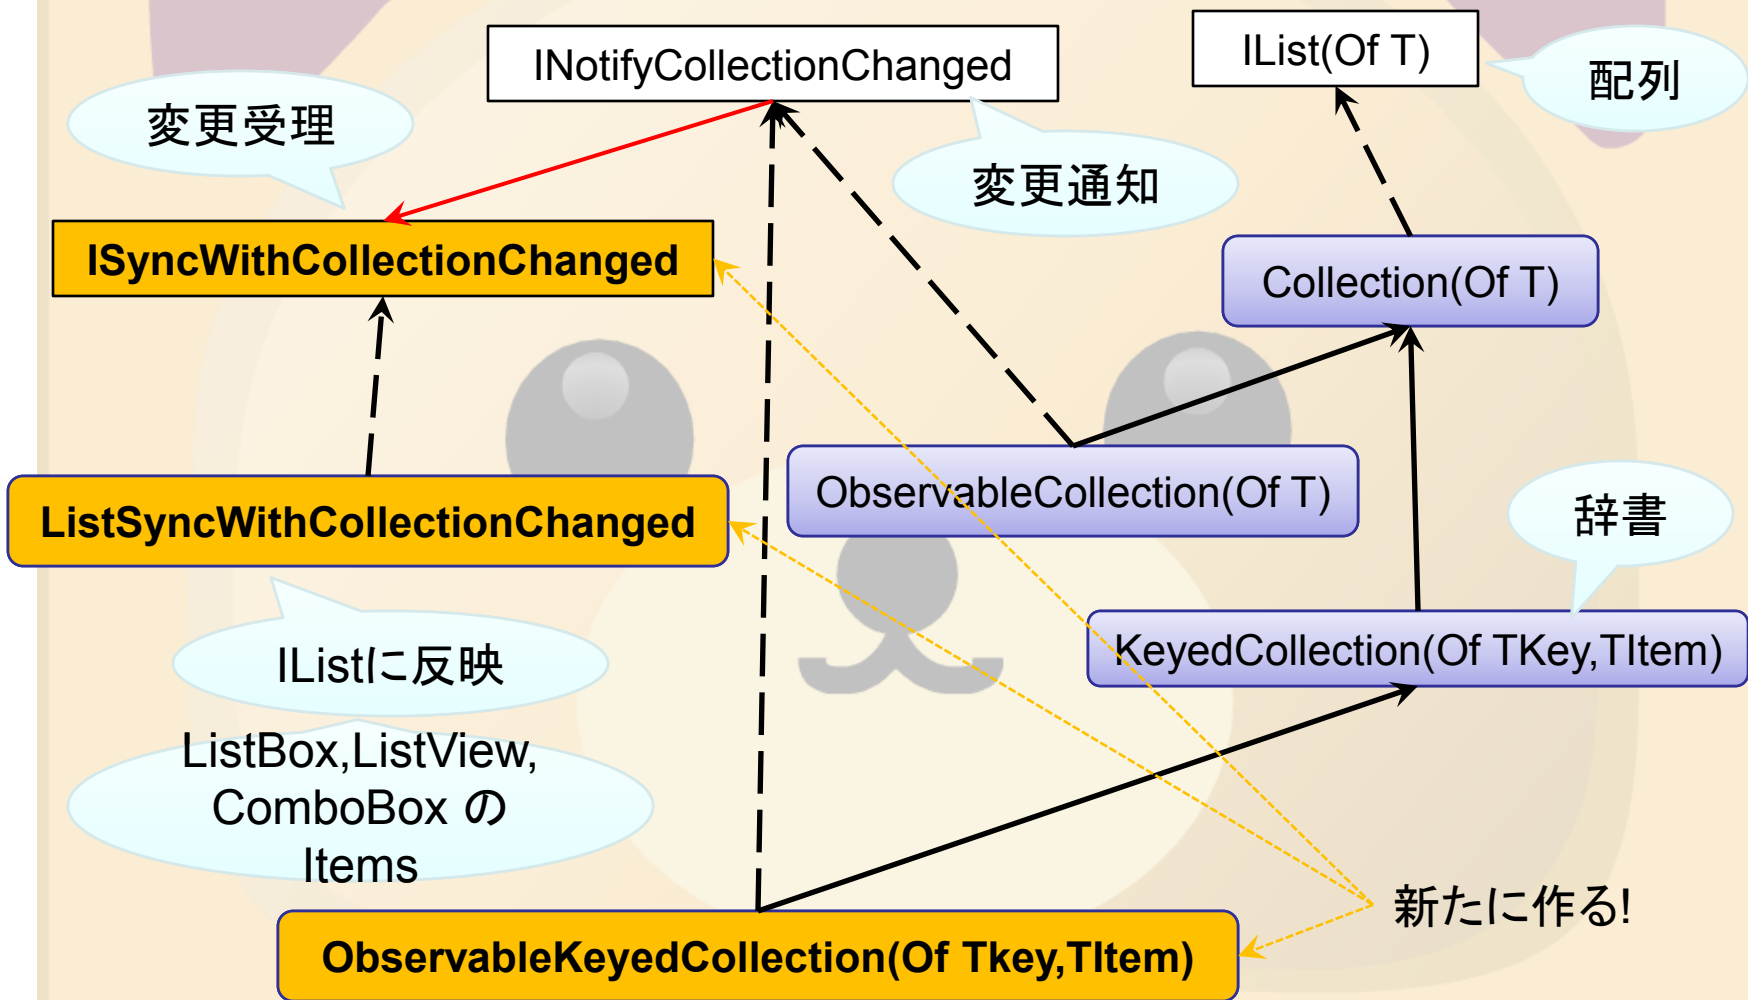 INotifyCollectionChanged
IList(Of T)
配列
変更受理
変更通知
ISyncWithCollectionChanged
Collection(Of T)
ListSyncWithCollectionChanged
ObservableCollection(Of T)
辞書
IListに反映
KeyedCollection(Of TKey,TItem)
ListBox,ListView,
ComboBox の
Items
新たに作る!
ObservableKeyedCollection(Of Tkey,TItem)